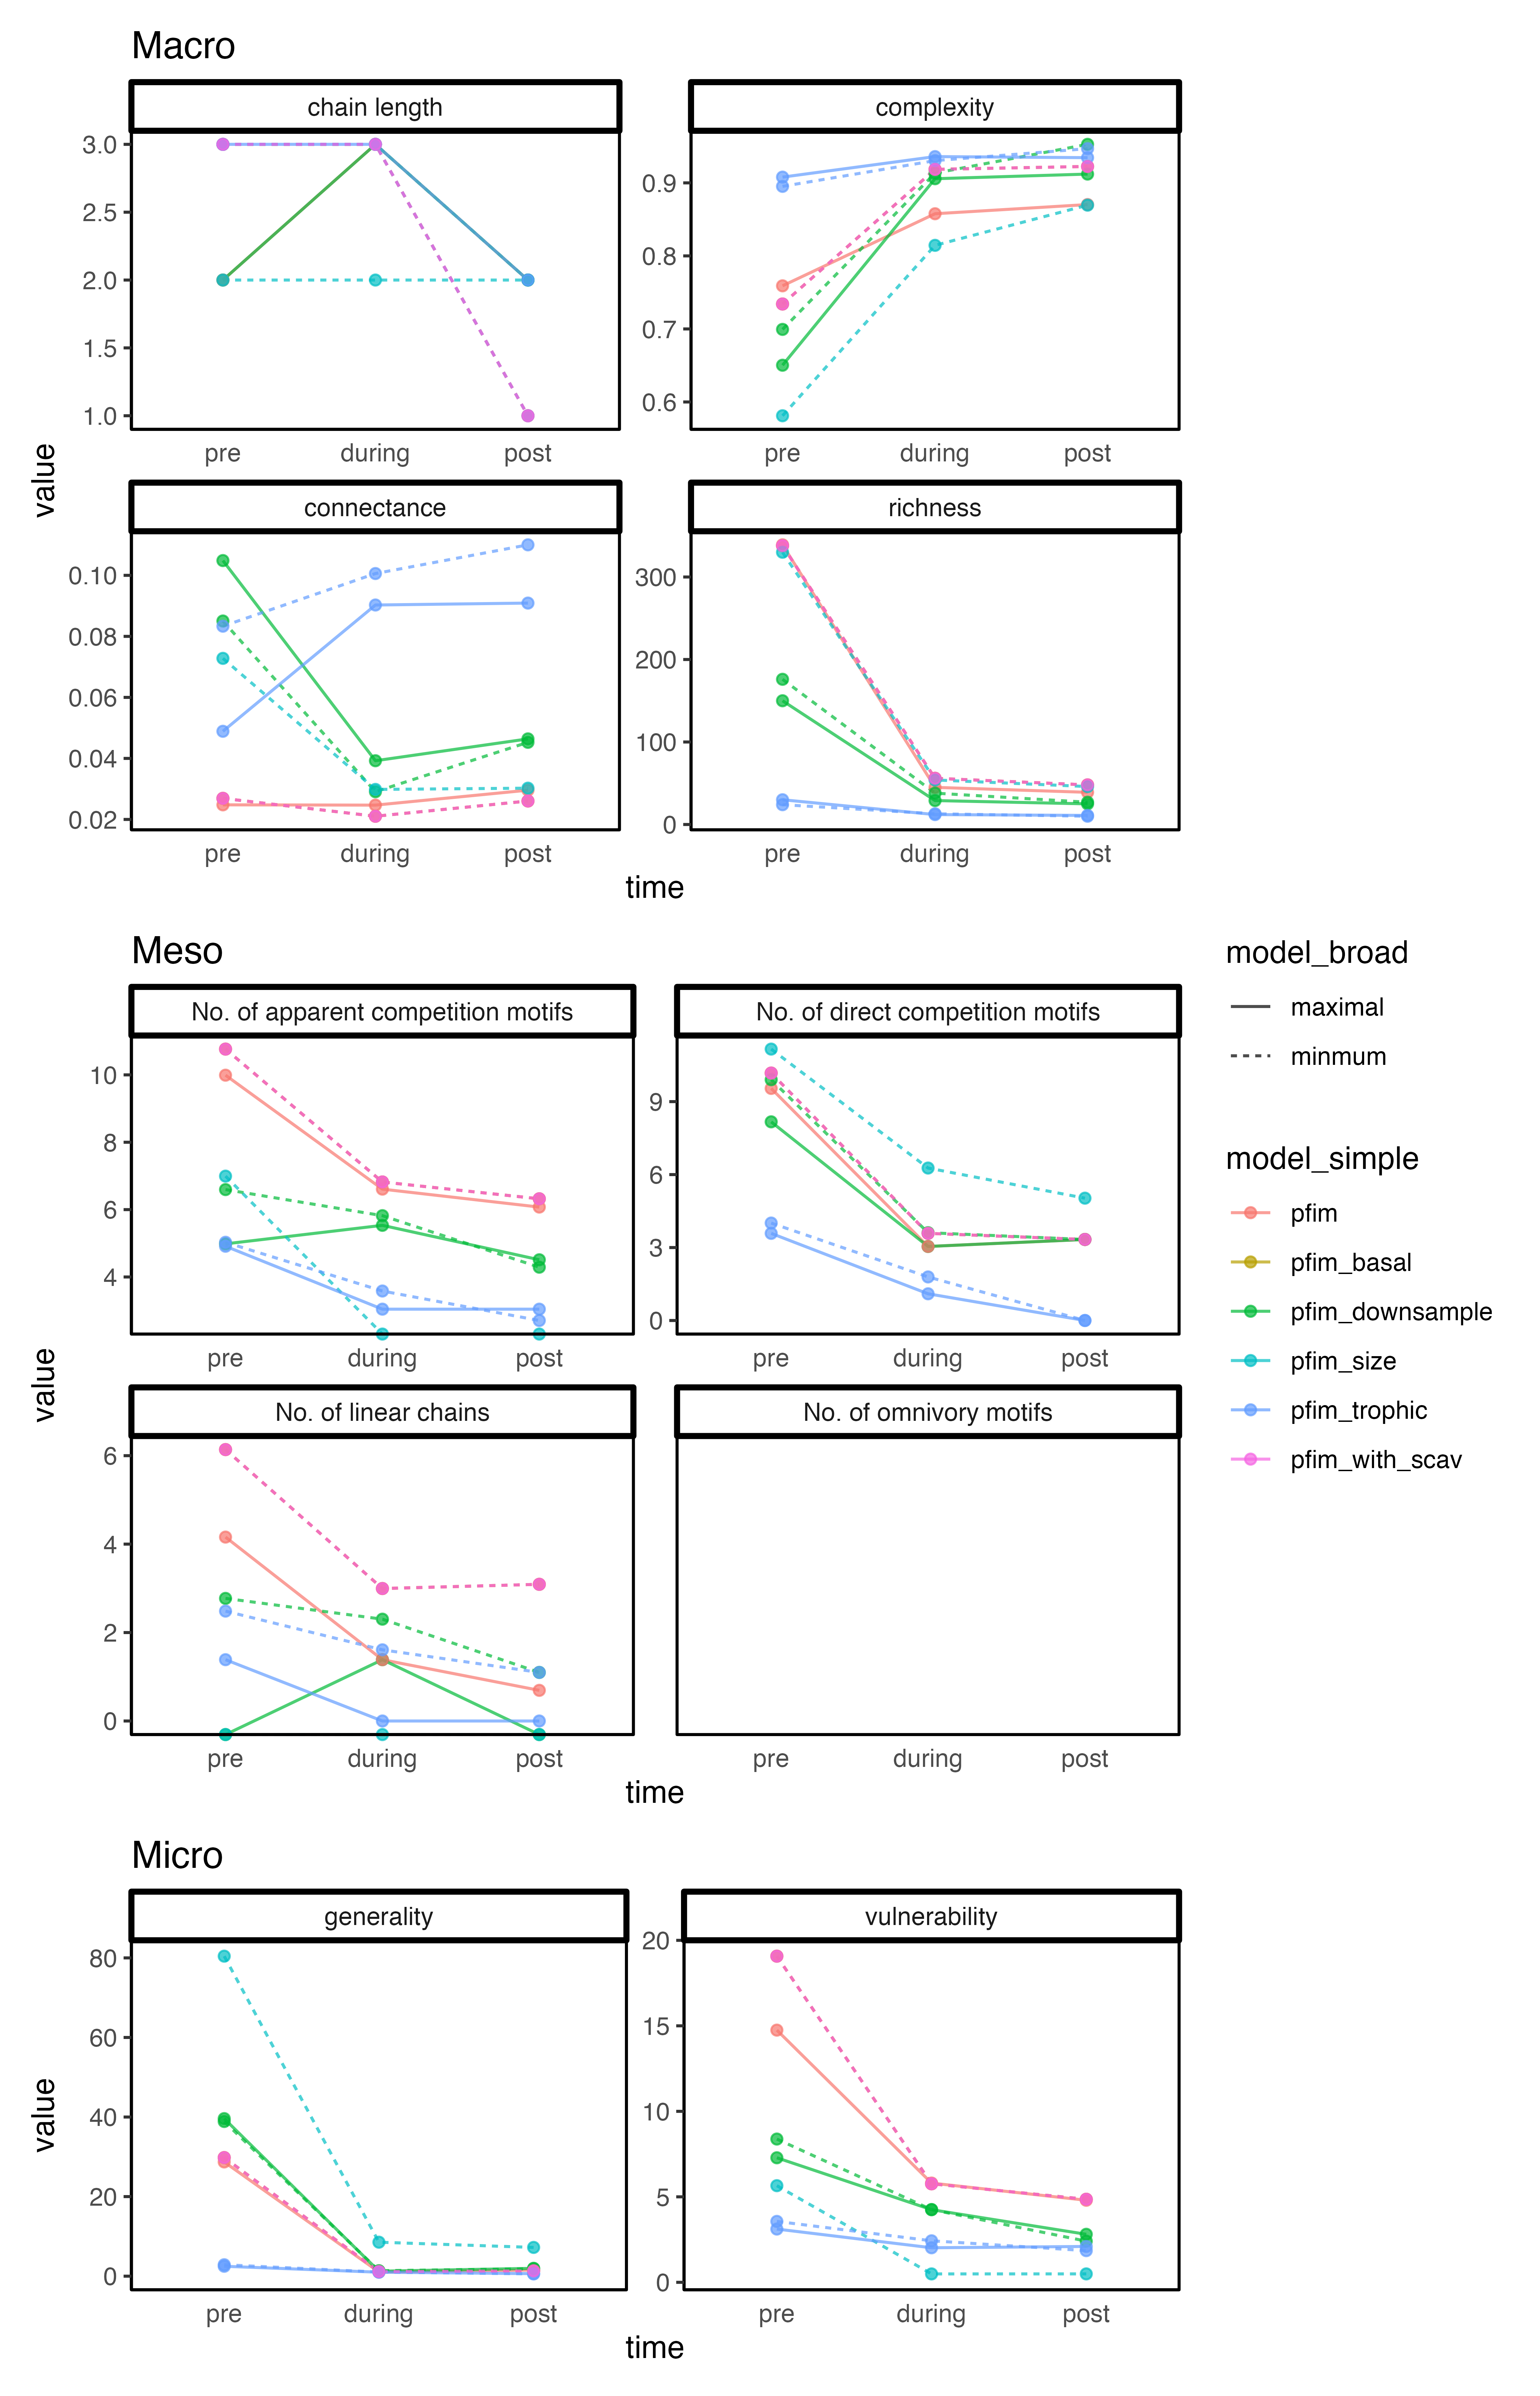 Macro
chain length
complexity
3.0
2.5
2.0
1.5
1.0
0.9
0.8
0.7
0.6
pre during post
pre during post
value
connectance
richness
0.10
0.08
0.06
0.04
0.02
300
200
100
0
pre during post
pre during post
time
Meso
No. of apparent competition motifs
No. of direct competition motifs
10
8
6
4
9
6
3
0
pre during post
pre during post
value
No. of linear chains
No. of omnivory motifs
6
4
2
0
pre during post
pre during post
time
model_broad
maximal
minmum
model_simple
pfim
pfim_basal
pfim_downsample
pfim_size
pfim_trophic
pfim_with_scav
Micro
generality
vulnerability
80
60
40
20
0
20
15
10
5
0
value
pre during post
pre during post
time